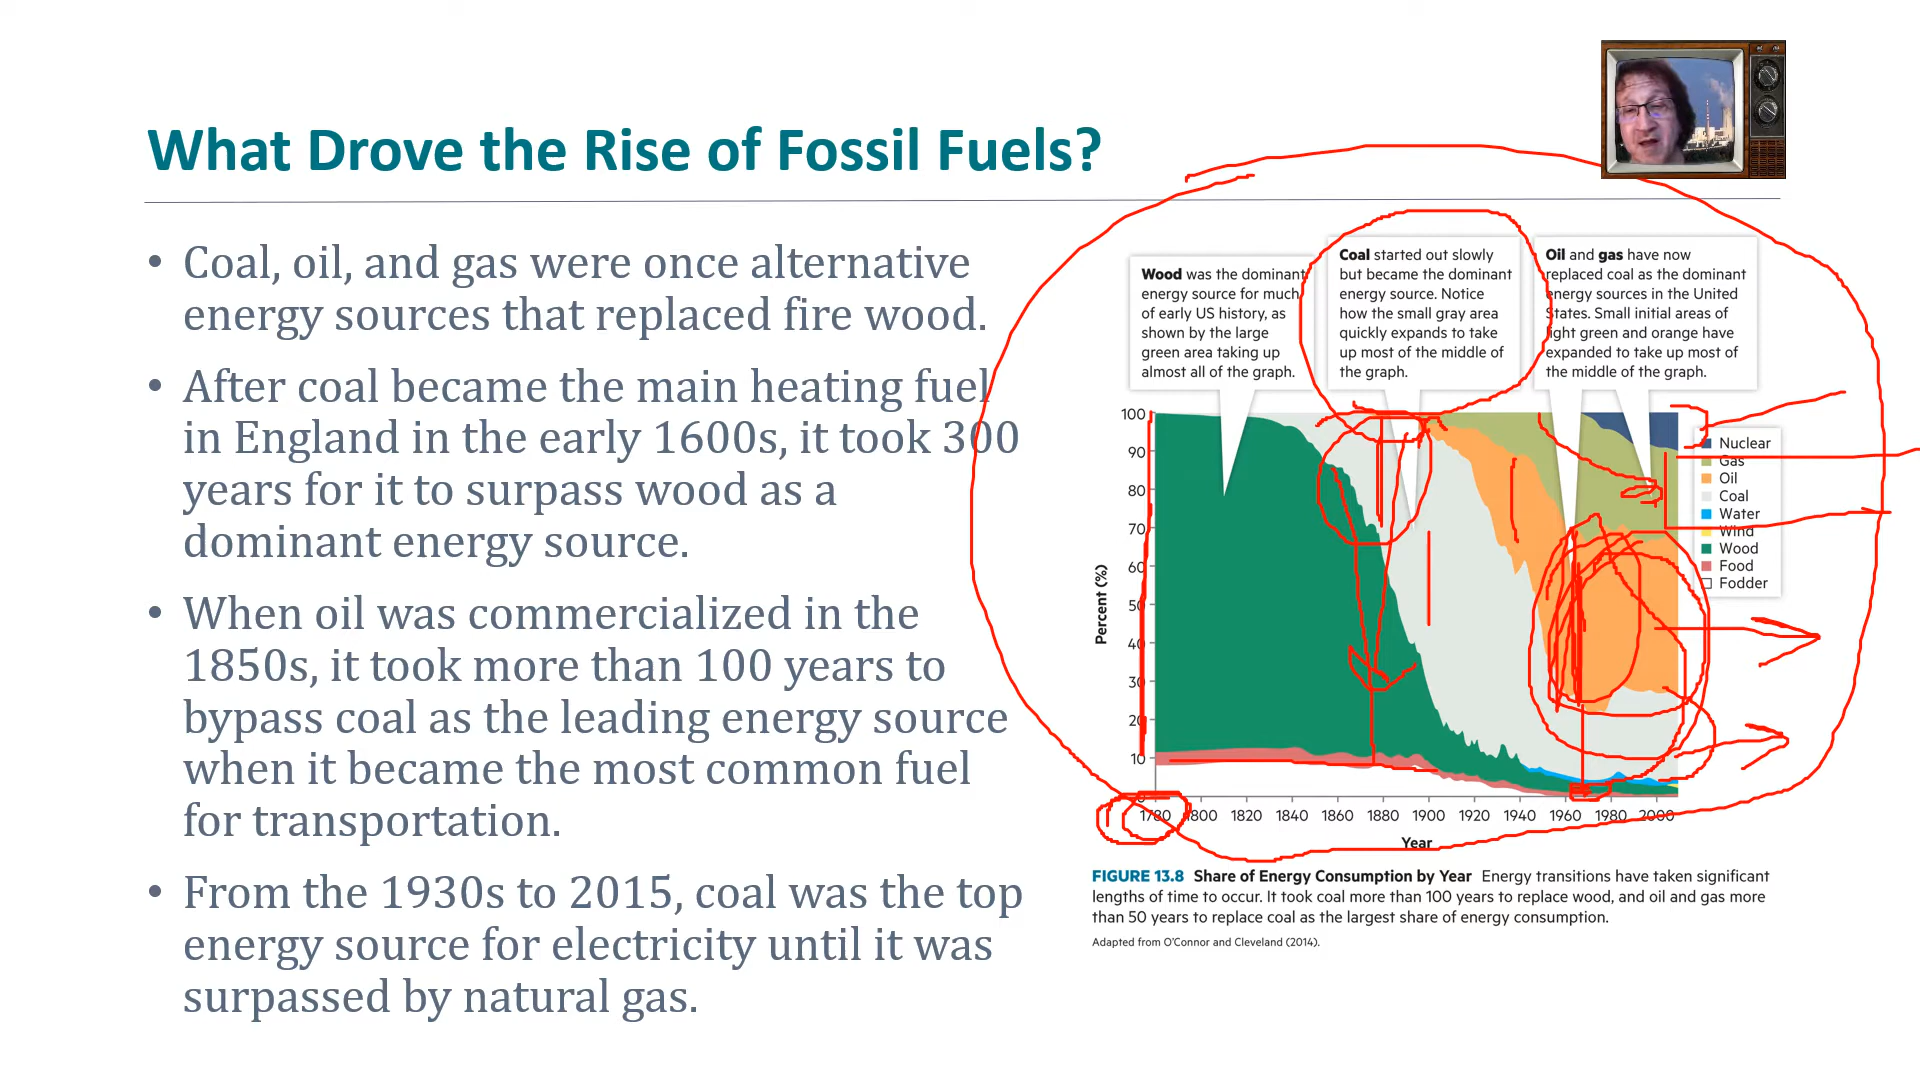 What Drove the Rise of Fossil Fuels?
• Coal, oil, and gas were once alternative
energy sources that replaced fire wood.
• After coal became the main heating fuel
in England in the early 1600s, it took 300
years for it to surpass wood as a
dominant energy source.
• When oil was commercialized in the
1850s, it took more than 100 years to
bypass coal as the leading energy source
when it became the most common fuel
for transportation.
• From the 1930s to 2015, coal was the top
energy source for electricity until it was
surpassed by natural gas.
Wood was the dominant
energy source for much
of early US history, as
shown by the large
green area taking up
almost all of the graph.
Coal started out slowly
but became the dominant
energy source. Notice
how the small gray area
quickly expands to take
up most of the middle of
the graph.
Oil and gas have now
replaced coal as the dominant
energy sources in the United
States. Small initial areas of
light green and orange have
expanded to take up most of
the middle of the graph.
Percent (%)
100
90
80
70
60
50
40
30
20
10
0
1780 1800 1820 1840 1860 1880 1900 1920 1940 1960 1980 2000
Year
Nuclear
Gas
Oil
Coal
Water
Wind
Wood
Food
Fodder
FIGURE 13.8 Share of Energy Consumption by Year Energy transitions have taken significant
lengths of time to occur. It took coal more than 100 years to replace wood, and oil and gas more
than 50 years to replace coal as the largest share of energy consumption.
Adapted from O'Connor and Cleveland (2014).